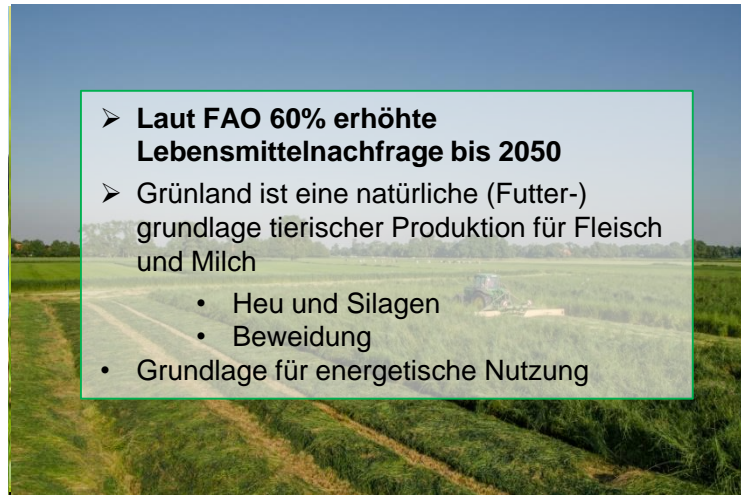 ➢ Laut FAO 60% erhöhte
Lebensmittelnachfrage bis 2050
➢ Grünland ist eine natürliche (Futter-)
grundlage tierischer Produktion für Fleisch
und Milch
• Heu und Silagen
• Beweidung
• Grundlage für energetische Nutzung